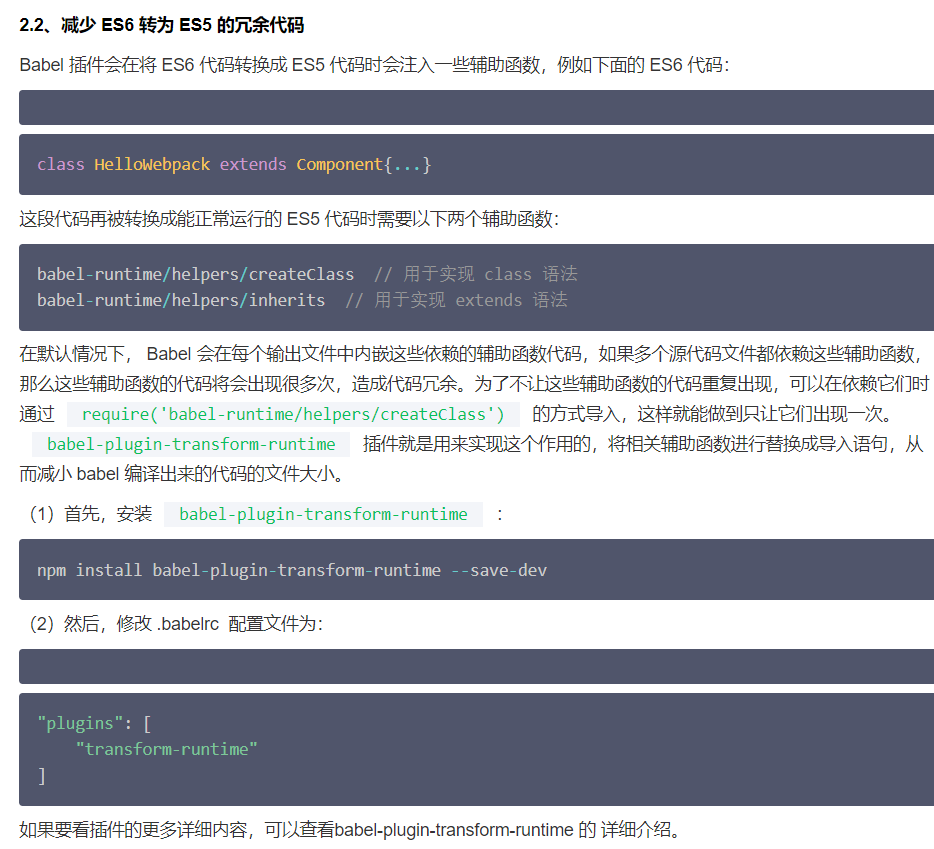 2.2、减少 ES6 转为 ES5 的冗余代码
Babel 插件会在将 ES6 代码转换成 ES5 代码时会注入一些辅助函数，例如下面的 ES6 代码：
class HelloWebpack extends Component{...}
这段代码再被转换成能正常运行的 ES5 代码时需要以下两个辅助函数：
babel-runtime/helpers/createClass  // 用于实现 class 语法
babel-runtime/helpers/inherits  // 用于实现 extends 语法
在默认情况下， Babel 会在每个输出文件中内嵌这些依赖的辅助函数代码，如果多个源代码文件都依赖这些辅助函数，
那么这些辅助函数的代码将会出现很多次，造成代码冗余。为了不让这些辅助函数的代码重复出现，可以在依赖它们时
通过 require('babel-runtime/helpers/createClass') 的方式导入，这样就能做到只让它们出现一次。
babel-plugin-transform-runtime 插件就是用来实现这个作用的，将相关辅助函数进行替换成导入语句，从
而减小 babel 编译出来的代码的文件大小。
（1）首先，安装 babel-plugin-transform-runtime ：
npm install babel-plugin-transform-runtime --save-dev
（2）然后，修改 .babelrc 配置文件为：
"plugins": [
    "transform-runtime"
]
如果要看插件的更多详细内容，可以查看babel-plugin-transform-runtime 的 详细介绍。